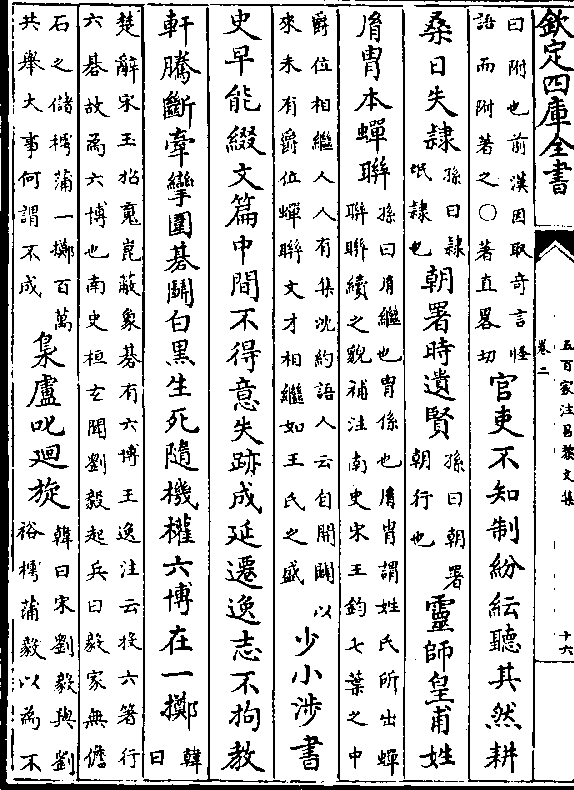 欽定四庫全書
五百家注昌黎文集
卷二
十六
曰附也前漢因取奇言怪
語而附著之○著直畧切
官吏不知制紛紜聽其然耕
桑日失隸
孫曰隸
氓隸也
朝署時遺賢
孫曰朝署
朝行也
靈師皇甫姓
胤胄本蟬聯
孫曰胤繼也胄係也胤胄謂姓氏所出蟬
聯聯續之貌補注南史宋王鈞七葉之中
爵位相繼人人有集沈約語人云自開闢以
來未有爵位蟬聯文才相繼如王氏之盛
少小涉書
史早能綴文篇中間不得意失跡成延遷逸志不拘教
軒騰斷牽攣圍碁鬬白黑生死隨機權六博在一擲
韓
曰
楚辭宋玉招䰟崑蔽象碁有六博王逸注云投六箸行
六碁故為六博也南史桓玄聞劉毅起兵曰毅家無儋
石之儲樗蒲一擲百萬
共舉大事何謂不成
梟盧叱迴旋
韓曰宋劉毅與劉
裕樗蒲毅以為不